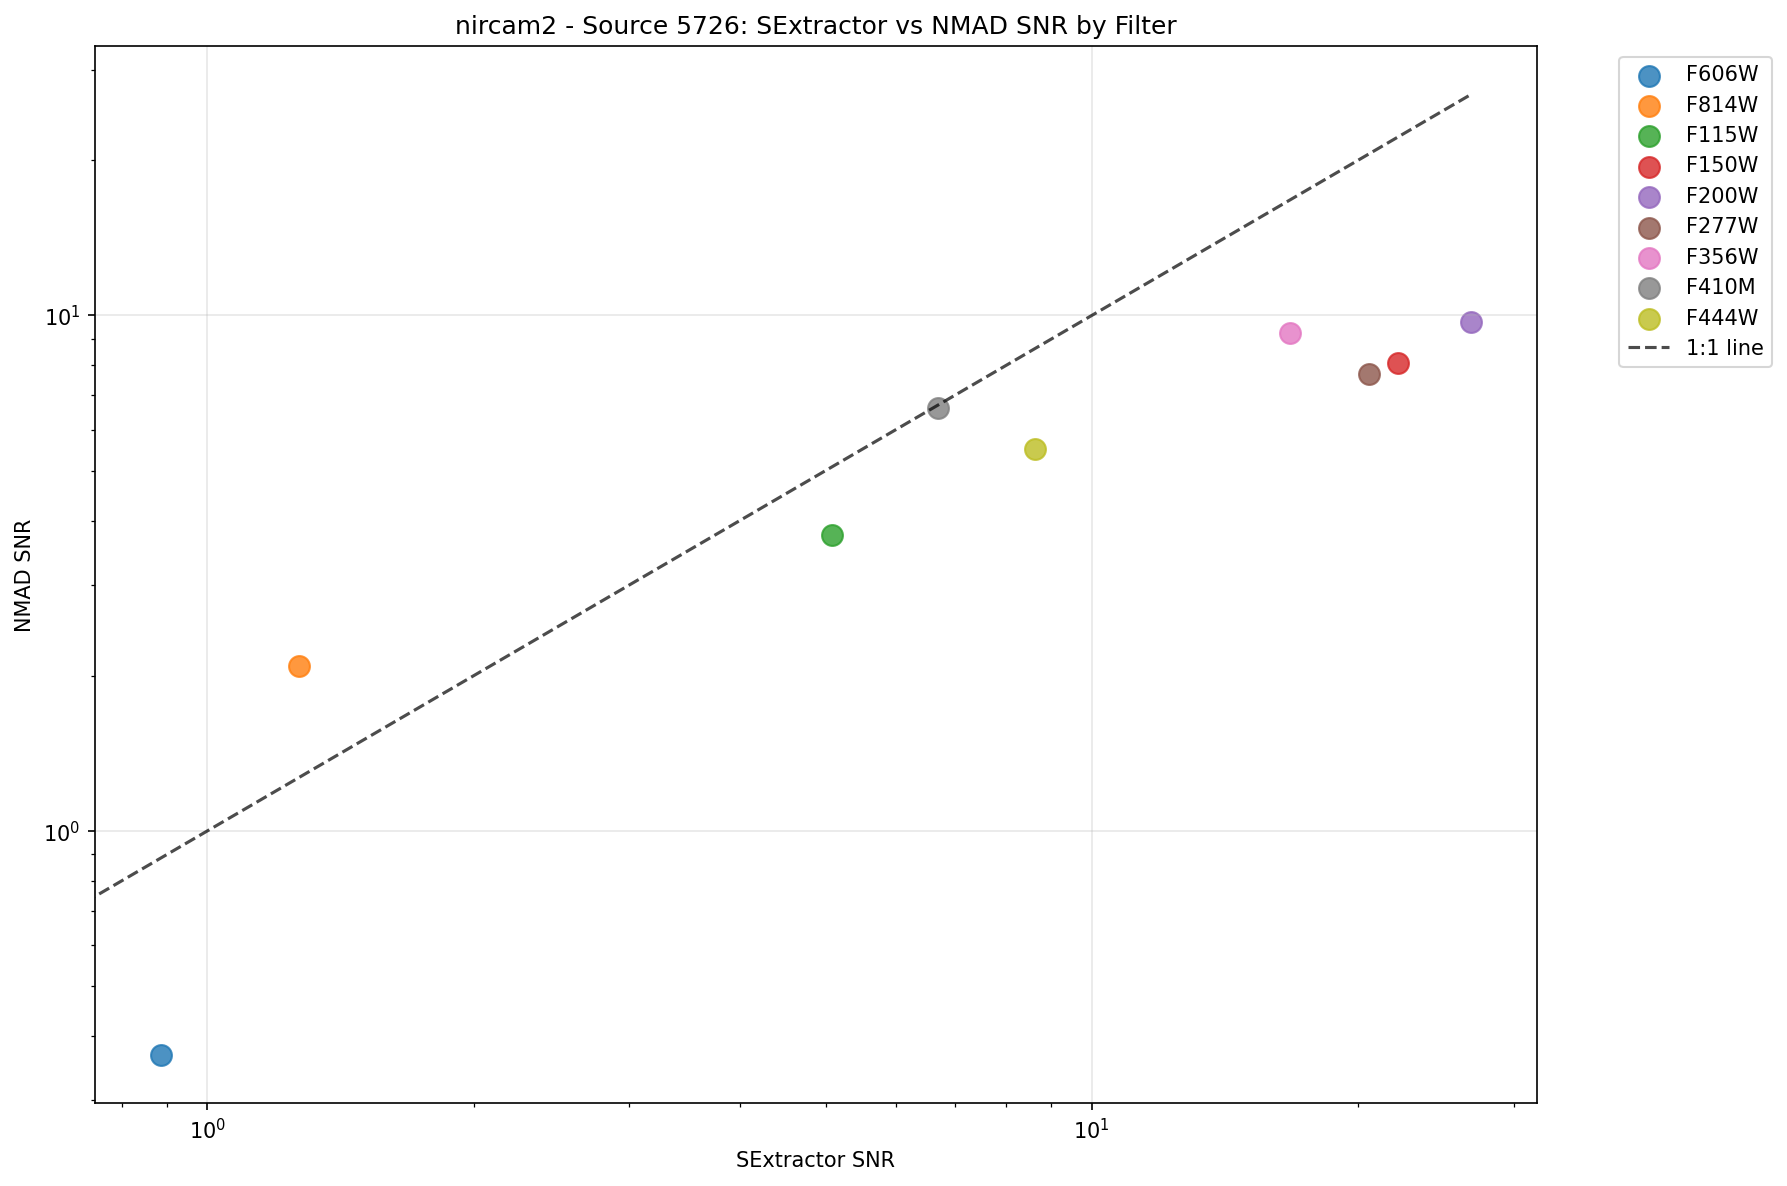 nircam2 - Source 5726: SExtractor vs NMAD SNR by Filter
F606W
F814W
F115W
F150W
F200W
F277W
F356W
F410M
F444W
1:1 line
NMAD SNR
10¹
10⁰
10⁰
10¹
SExtractor SNR